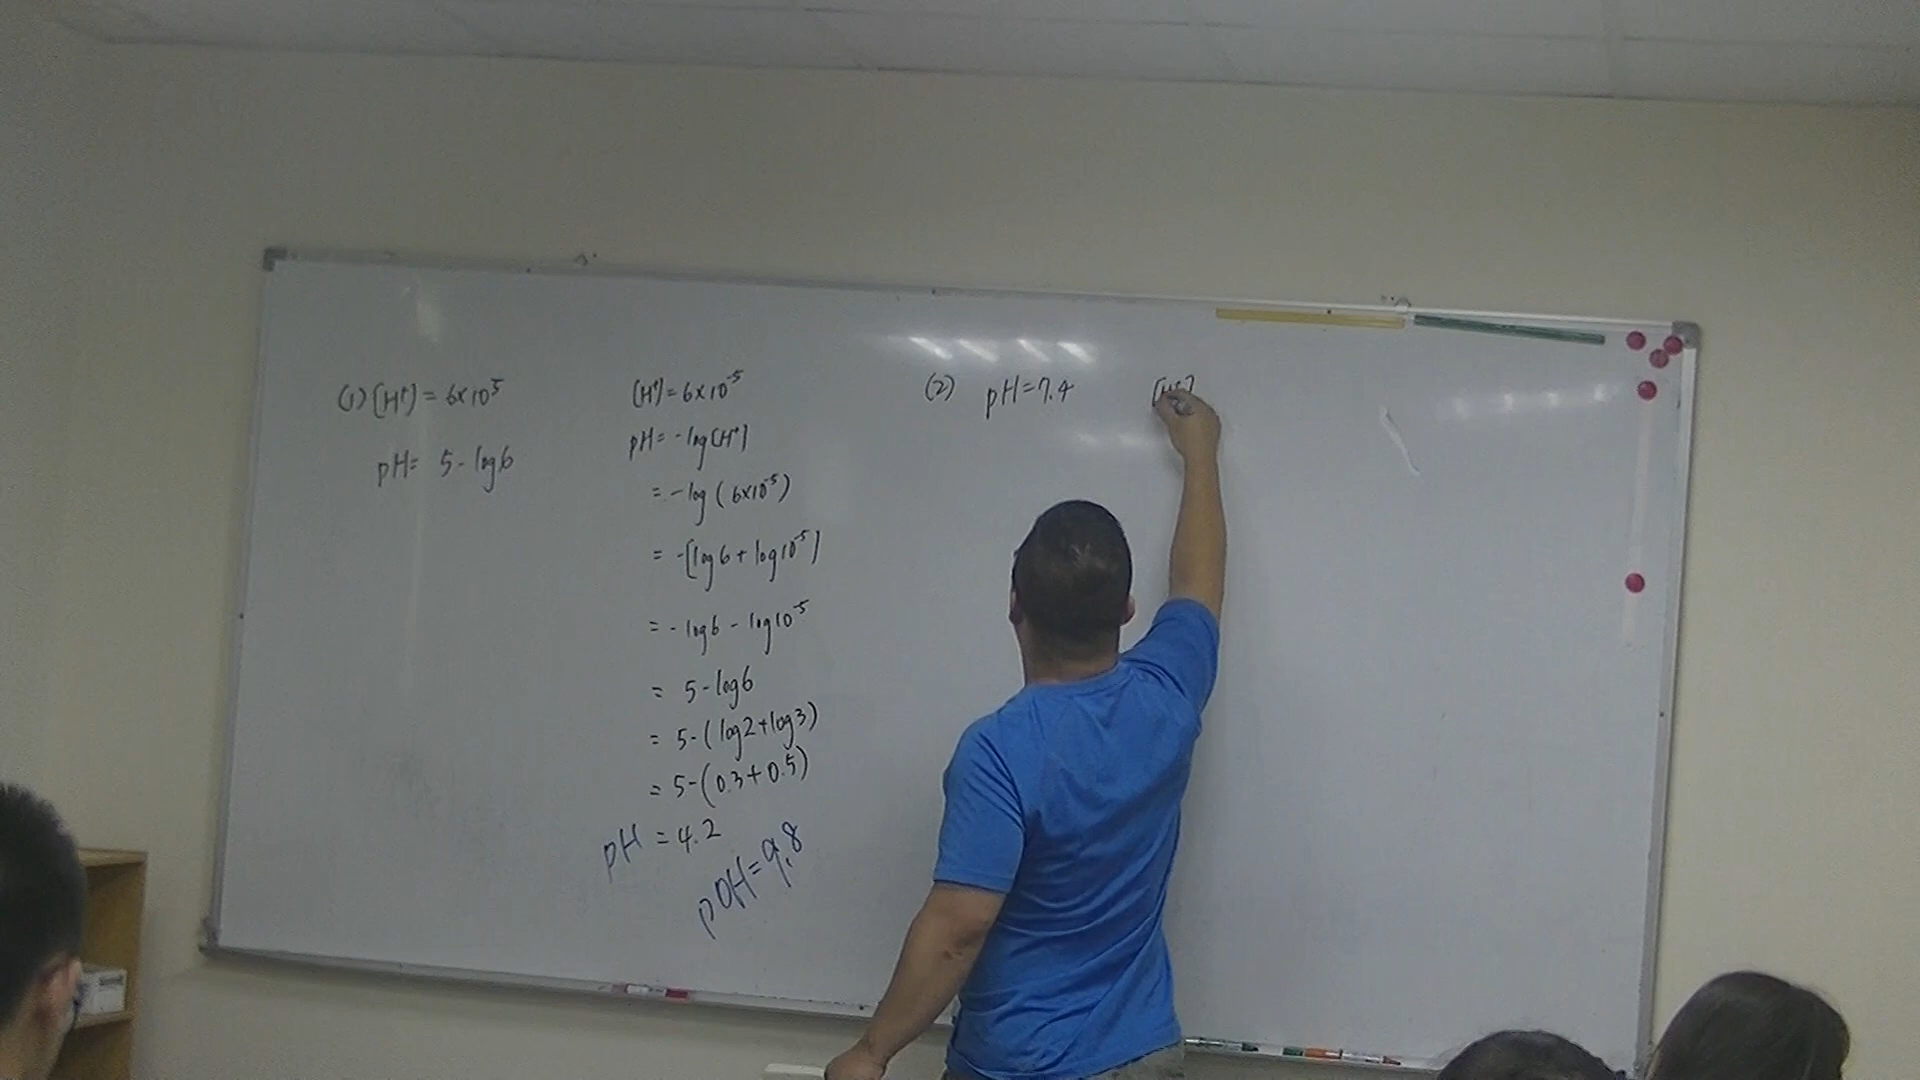 (1) [H⁺] = 6×10⁵
pH = 5 - log6
[H⁺] = 6×10⁻⁵
pH = -log[H⁺]
= -log (6×10⁻⁵)
= -[log6 + log10⁻⁵]
= -log6 - log10⁻⁵
= 5-log6
= 5-(log2+log3)
= 5-(0.3+0.5)
pH = 4.2
pOH=9.8
(2) pH=7.4